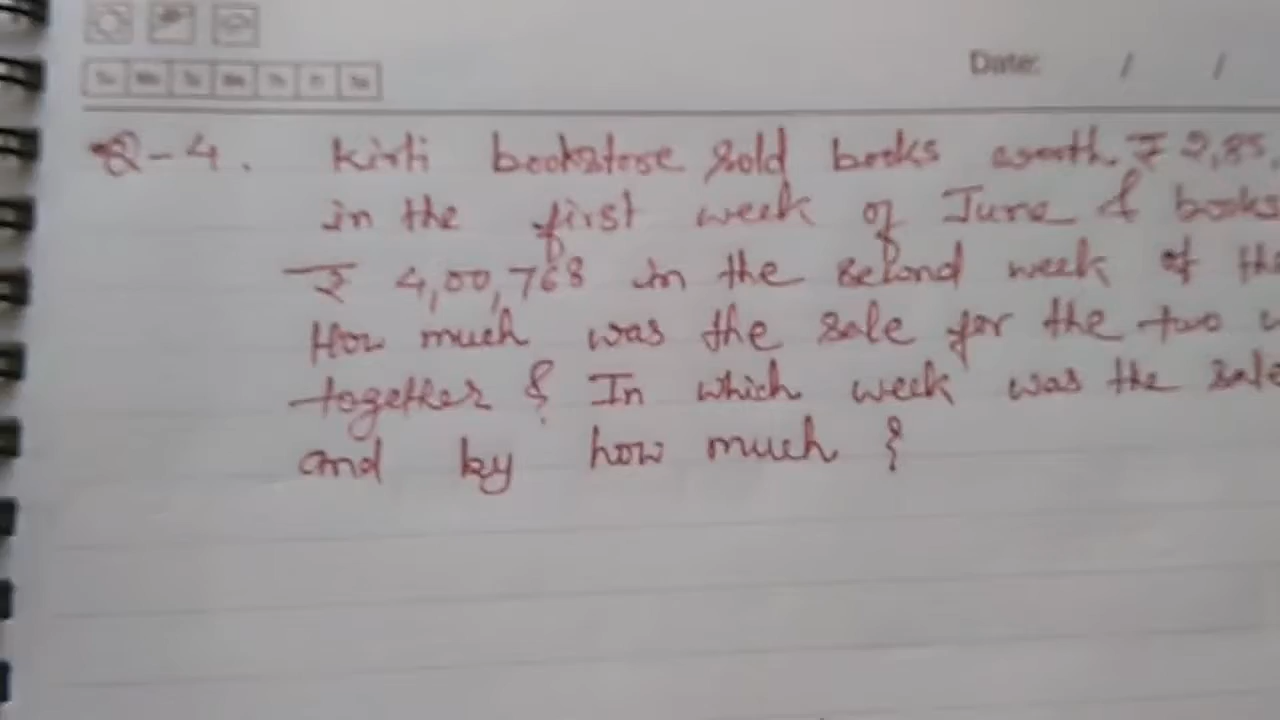 Date: / /
Q-4. Kirti bookstore sold books worth ₹ 2,85,
in the first week of June & books
₹ 4,00,768 in the second week of the
How much was the sale for the two w
together ? In which week was the sale
and by how much ?